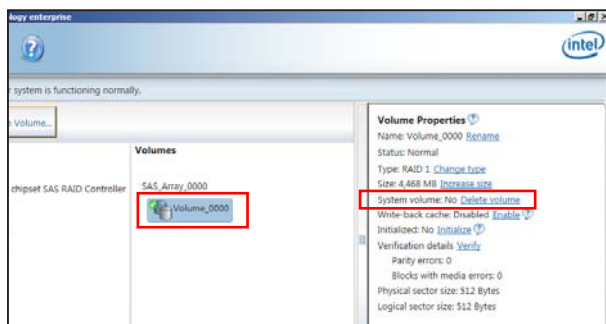 ology enterprise
intel
system is functioning normally.
Volume...
Volumes
chipset SAS RAID Controller
SAS_Array_0000
Volume_0000
Volume Properties
Name: Volume_0000 Rename
Status: Normal
Type: RAID 1 Change type
Size: 4,468 MB Increase size
System volume: No Delete volume
Write-back cache: Disabled Enable
Initialized: No Initialize
Verification details Verify
Parity errors: 0
Blocks with media errors: 0
Physical sector size: 512 Bytes
Logical sector size: 512 Bytes